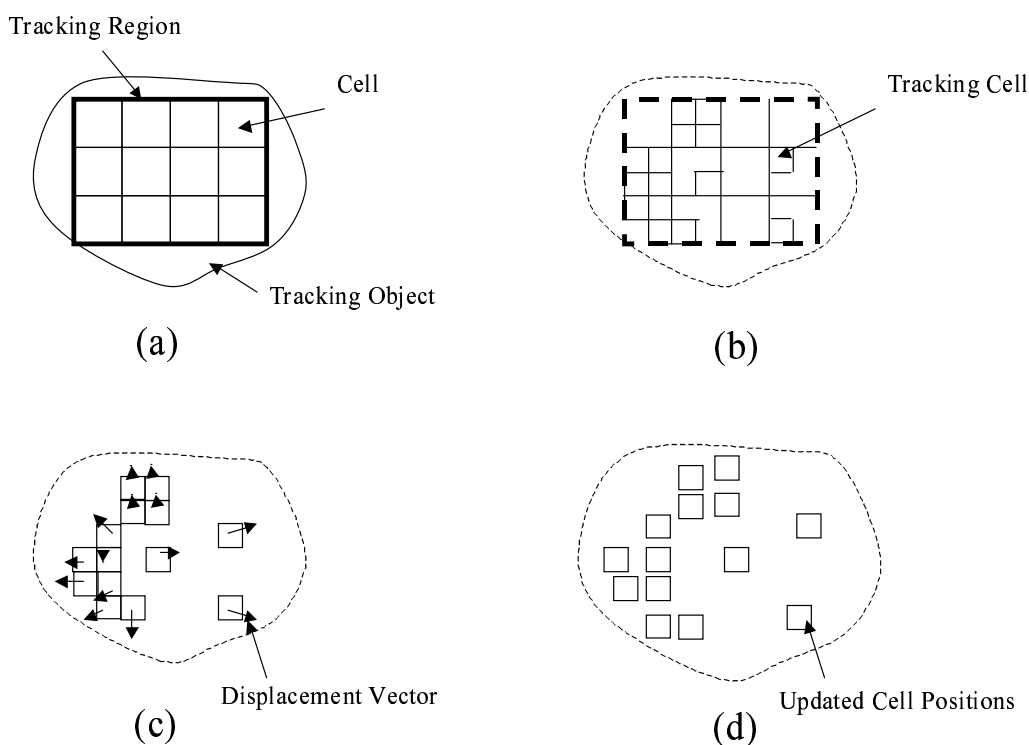 Tracking Region
Cell
Tracking Object
(a)
Tracking Cell
(b)
Displacement Vector
(c)
Updated Cell Positions
(d)